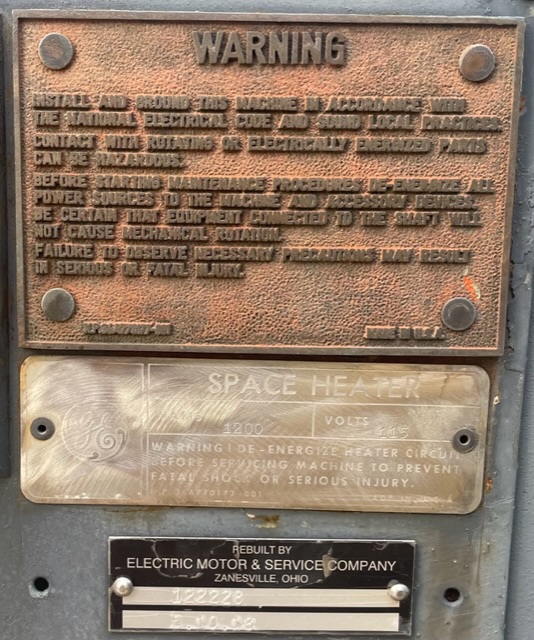 WARNING
INSTALL AND GROUND THIS MACHINE IN ACCORDANCE WITH
THE NATIONAL ELECTRICAL CODE AND SOUND LOCAL PRACTICES.
CONTACT WITH ROTATING OR ELECTRICALLY ENERGIZED PARTS
CAN BE HAZARDOUS.
BEFORE STARTING MAINTENANCE PROCEDURES DE-ENERGIZE ALL
POWER SOURCES TO THE MACHINE AND ACCESSORY DEVICES.
BE CERTAIN THAT EQUIPMENT CONNECTED TO THE SHAFT WILL
NOT CAUSE MECHANICAL ROTATION.
FAILURE TO OBSERVE NECESSARY PRECAUTIONS MAY RESULT
IN SERIOUS OR FATAL INJURY.
MADE IN U.S.A.
GE
SPACE HEATER
1200 VOLTS 115
WARNING! DE-ENERGIZE HEATER CIRCUIT
BEFORE SERVICING MACHINE TO PREVENT
FATAL SHOCK OR SERIOUS INJURY.
REBUILT BY
ELECTRIC MOTOR & SERVICE COMPANY
ZANESVILLE, OHIO
122228